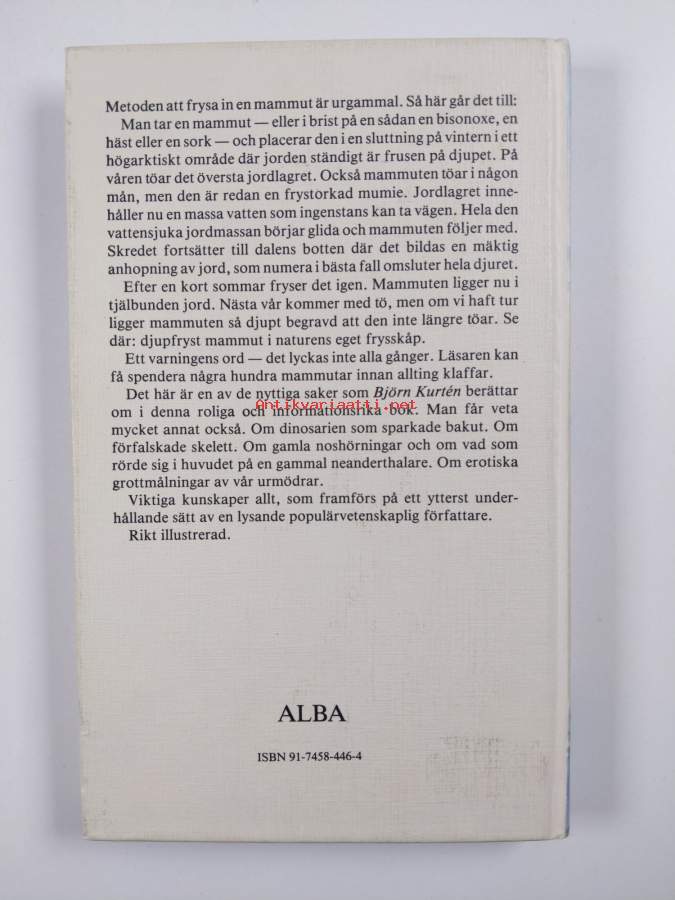 Metoden att frysa in en mammut är urgammal. Så här går det till:
Man tar en mammut — eller i brist på en sådan en bisonoxe, en
häst eller en sork — och placerar den i en sluttning på vintern i ett
högarktiskt område där jorden ständigt är frusen på djupet. På
våren töar det översta jordlagret. Också mammuten töar i någon
mån, men den är redan en frystorkad mumie. Jordlagret inne-
håller nu en massa vatten som ingenstans kan ta vägen. Hela den
vattensjuka jordmassan börjar glida och mammuten följer med.
Skredet fortsätter till dalens botten där det bildas en mäktig
anhopning av jord, som numera i bästa fall omsluter hela djuret.
Efter en kort sommar fryser det igen. Mammuten ligger nu i
tjälbunden jord. Nästa vår kommer med tö, men om vi haft tur
ligger mammuten så djupt begravd att den inte längre töar. Se
där: djupfryst mammut i naturens eget frysskåp.
Ett varningens ord — det lyckas inte alla gånger. Läsaren kan
få spendera några hundra mammutar innan allting klaffar.
Det här är en av de nyttiga saker som Björn Kurtén berättar
om i denna roliga och informationsrika bok. Man får veta
Antikvariaatti.net
mycket annat också. Om dinosarien som sparkade bakut. Om
förfalskade skelett. Om gamla noshörningar och om vad som
rörde sig i huvudet på en gammal neanderthalare. Om erotiska
grottmålningar av vår urmödrar.
Viktiga kunskaper allt, som framförs på ett ytterst under-
hållande sätt av en lysande populärvetenskaplig författare.
Rikt illustrerad.
ALBA
ISBN 91-7458-446-4